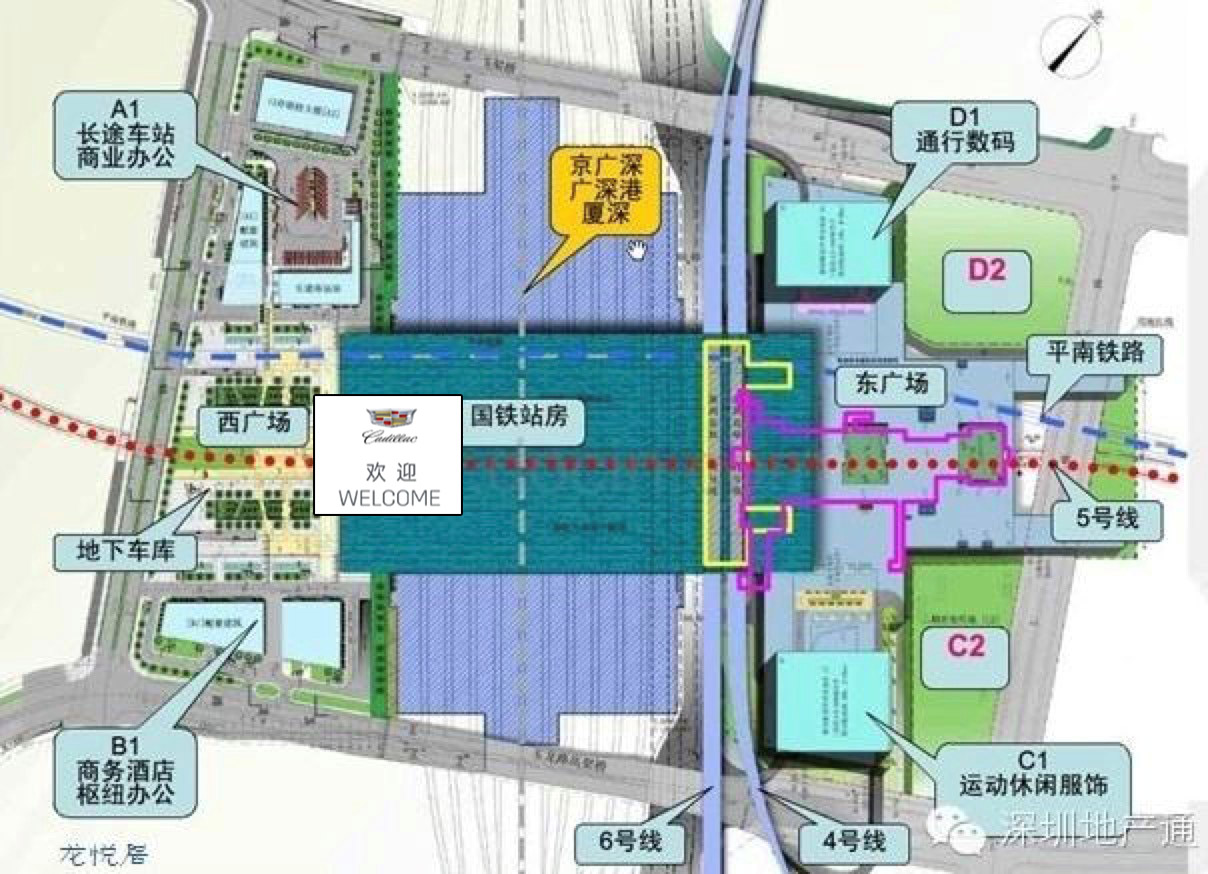 A1
长途车站
商业办公
京广深
广深港
厦深
D1
通行数码
D2
平南铁路
东广场
西广场
国铁站房
Cadillac
欢迎
WELCOME
5号线
地下车库
C2
B1
商务酒店
枢纽办公
C1
运动休闲服饰
6号线
4号线
龙悦居
深圳地产通